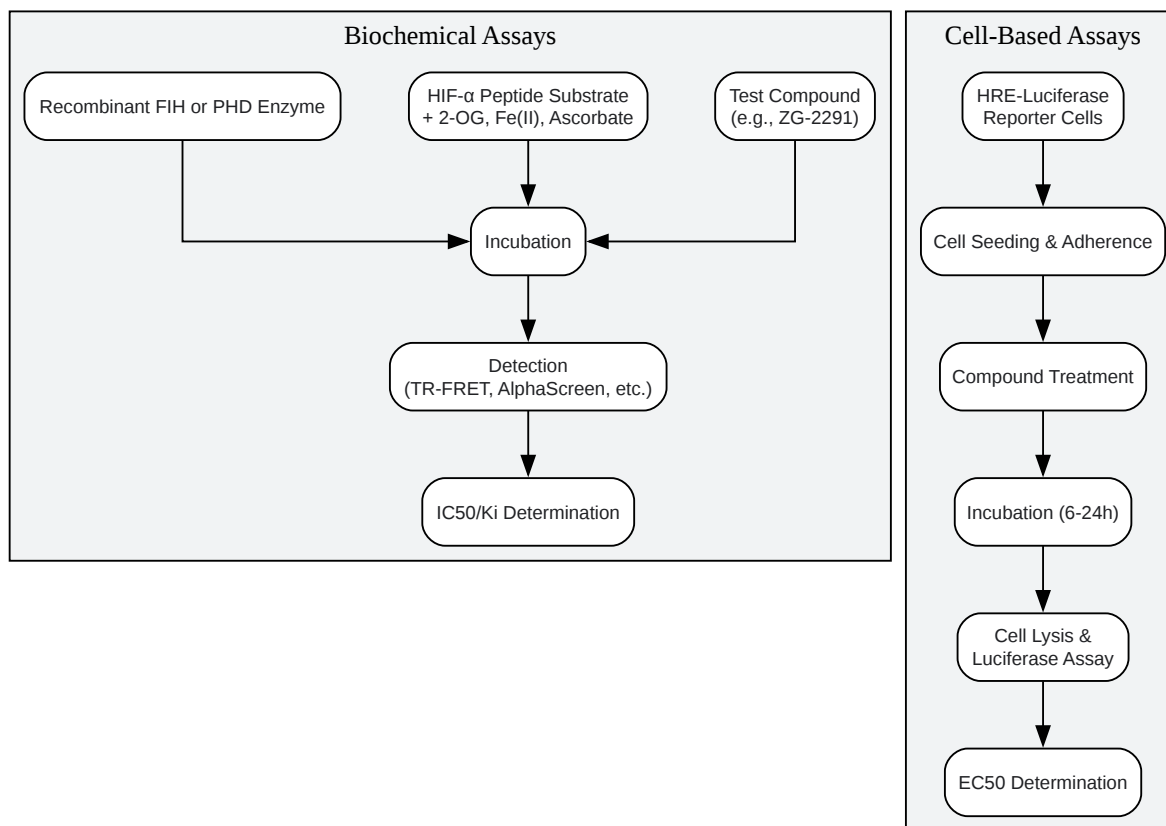 Biochemical Assays
Recombinant FIH or PHD Enzyme
HIF-α Peptide Substrate
+ 2-OG, Fe(II), Ascorbate
Test Compound
(e.g., ZG-2291)
Incubation
Detection
(TR-FRET, AlphaScreen, etc.)
IC50/Ki Determination
Cell-Based Assays
HRE-Luciferase
Reporter Cells
Cell Seeding & Adherence
Compound Treatment
Incubation (6-24h)
Cell Lysis &
Luciferase Assay
EC50 Determination